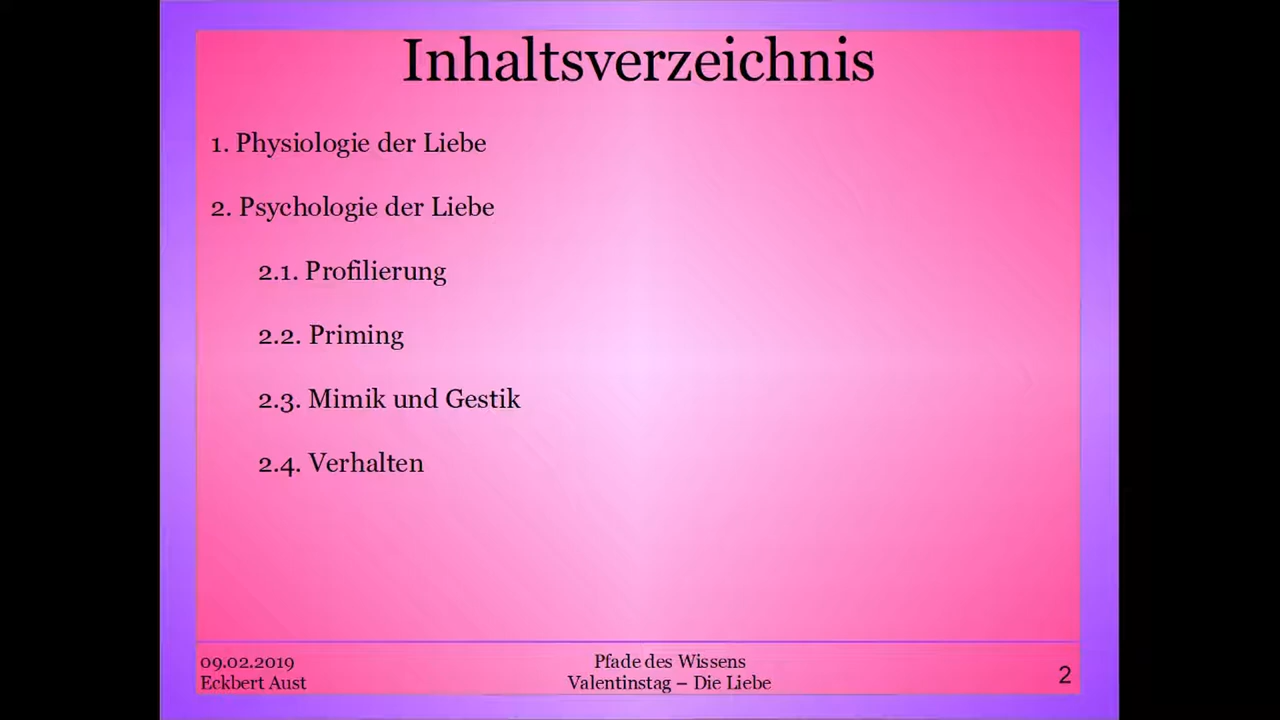 Inhaltsverzeichnis
1. Physiologie der Liebe
2. Psychologie der Liebe
2.1. Profilierung
2.2. Priming
2.3. Mimik und Gestik
2.4. Verhalten
09.02.2019
Eckbert Aust
Pfade des Wissens
Valentinstag – Die Liebe
2